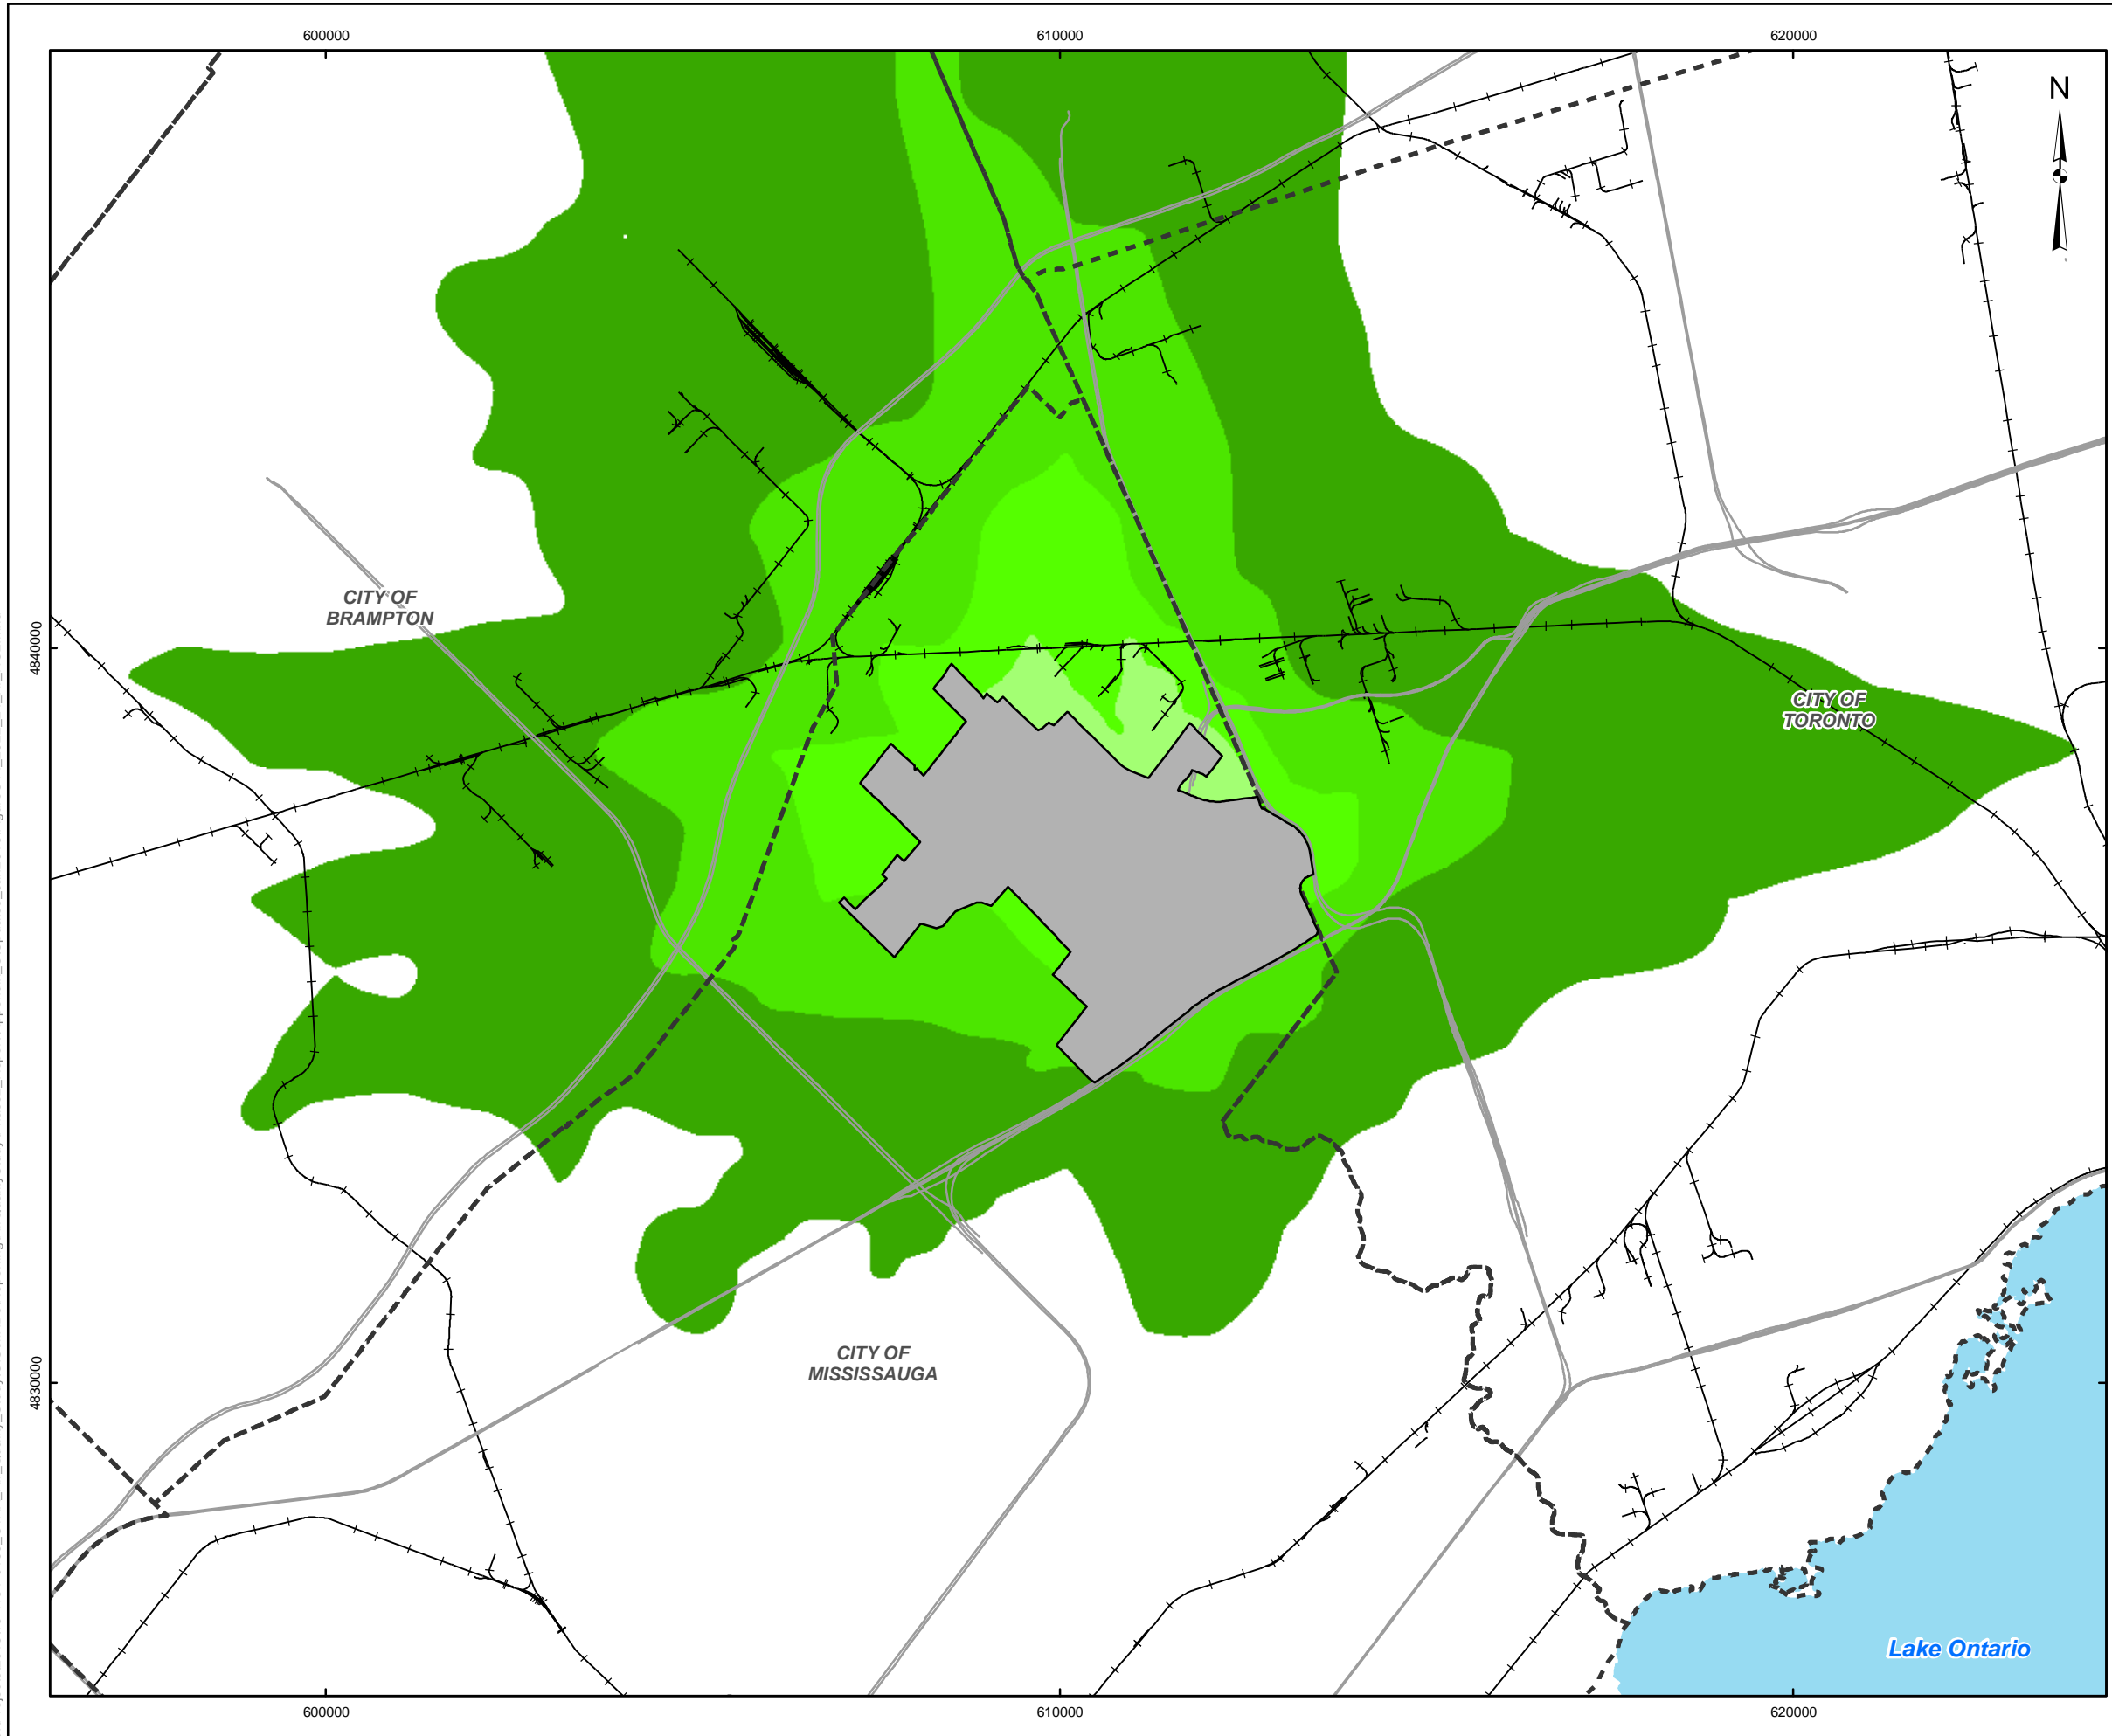 600000
610000
620000
N
CITY OF
BRAMPTON
4840000
CITY OF
TORONTO
CITY OF
MISSISSAUGA
4830000
Lake Ontario
600000
610000
620000